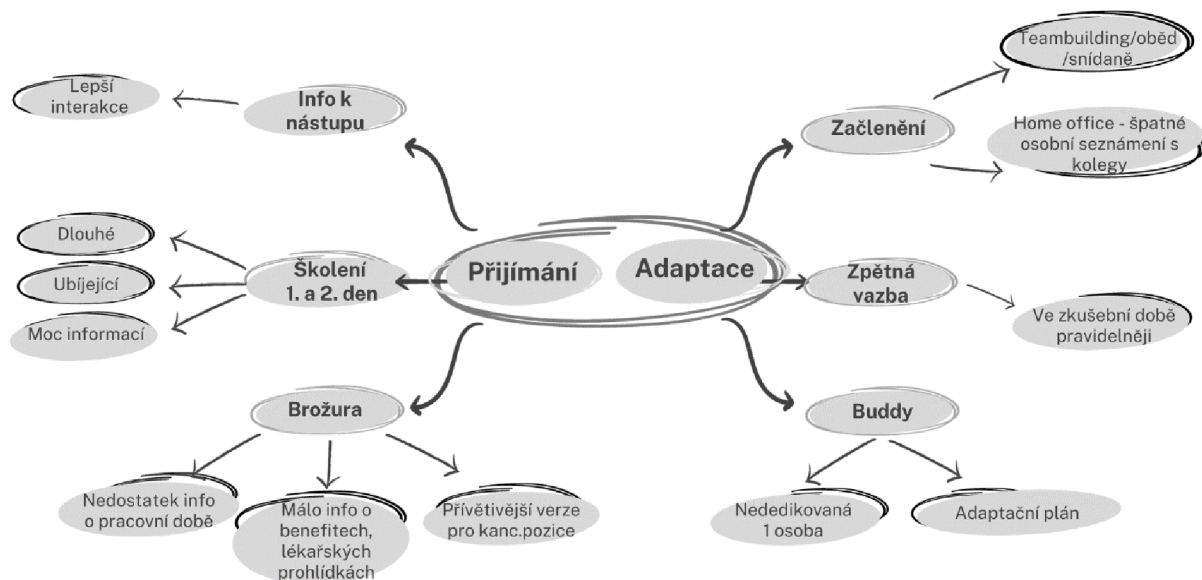 Teambuilding/oběd
/snídaně
Lepší
interakce
Info k
nástupu
Začlenění
Home office - špatné
osobní seznámení s
kolegy
Dlouhé
Ubíjející
Moc informací
Školení
1. a 2. den
Přijímání
Adaptace
Zpětná
vazba
Ve zkušební době
pravidelněji
Brožura
Buddy
Nedostatek info
o pracovní době
Málo info o
benefitech,
lékařských
prohlídkách
Přívětivější verze
pro kanc.pozice
Nededikovaná
1 osoba
Adaptační plán